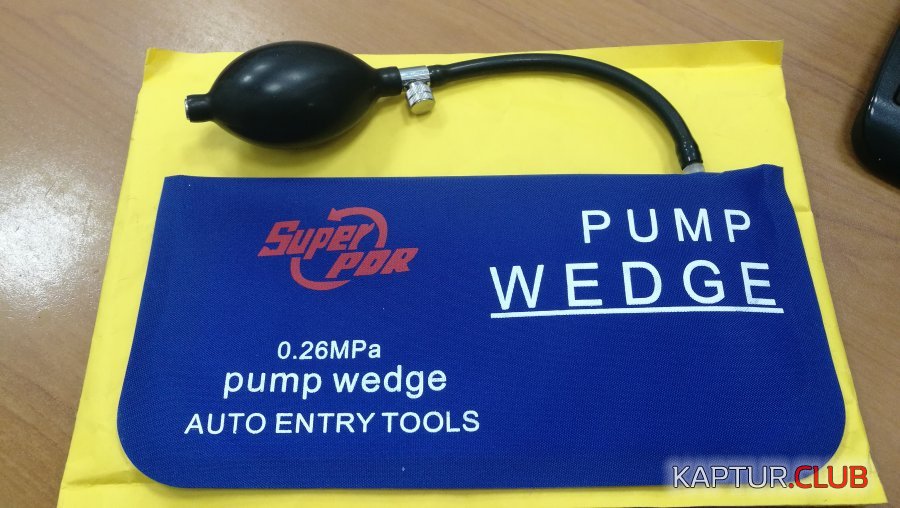 Super
PDR
PUMP
WEDGE
0.26MPa
pump wedge
AUTO ENTRY TOOLS
KAPTUR.CLUB